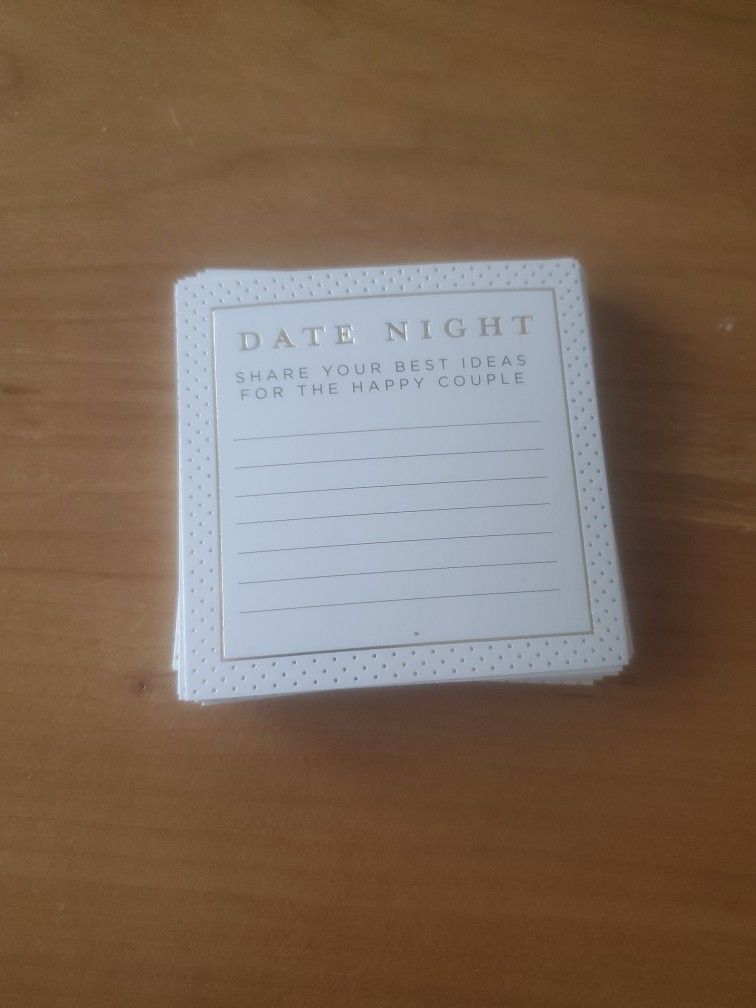 DATE NIGHT
SHARE YOUR BEST IDEAS
FOR THE HAPPY COUPLE